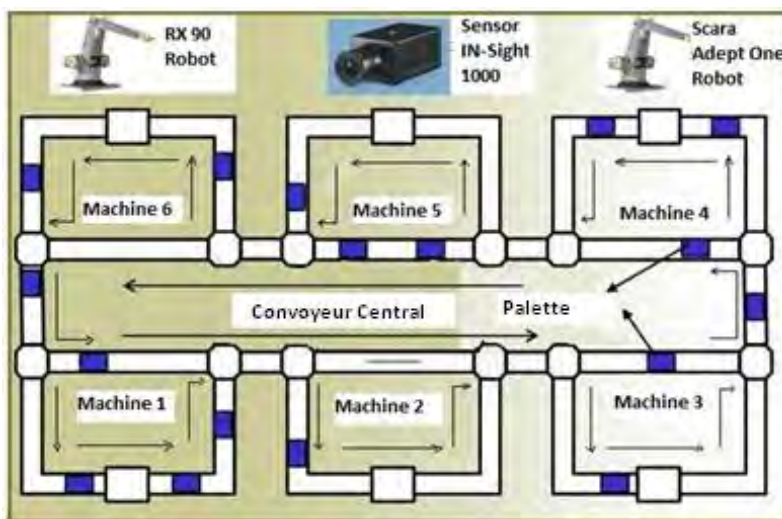 RX 90
Robot
Sensor
IN-Sight
1000
Scara
Adept One
Robot
Machine 6
Machine 5
Machine 4
Convoyeur Central
Palette
Machine 1
Machine 2
Machine 3